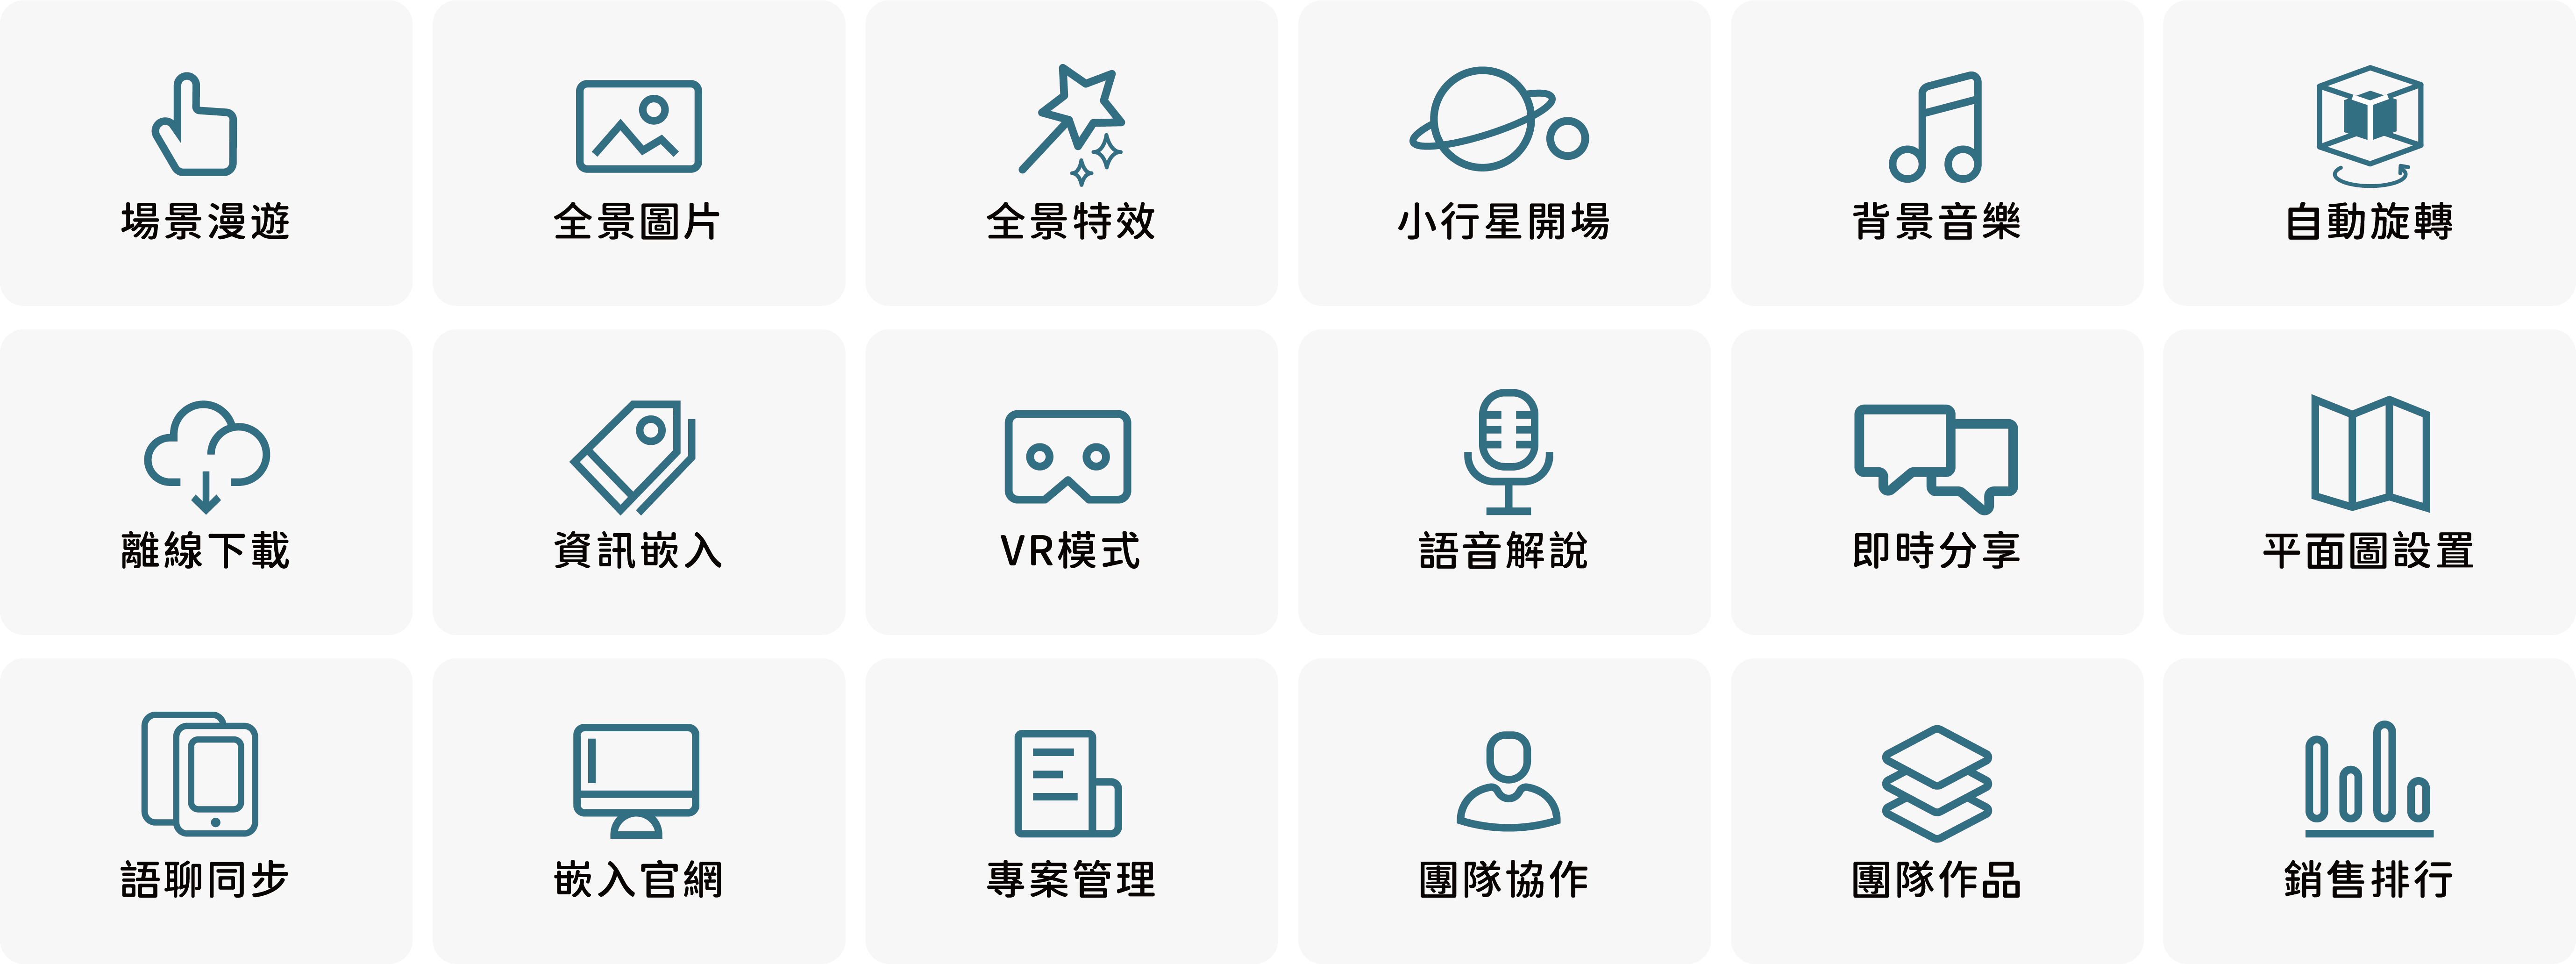 場景漫遊
全景圖片
全景特效
小行星開場
背景音樂
自動旋轉
離線下載
資訊嵌入
VR模式
語音解說
即時分享
平面圖設置
語聊同步
嵌入官網
專案管理
團隊協作
團隊作品
銷售排行